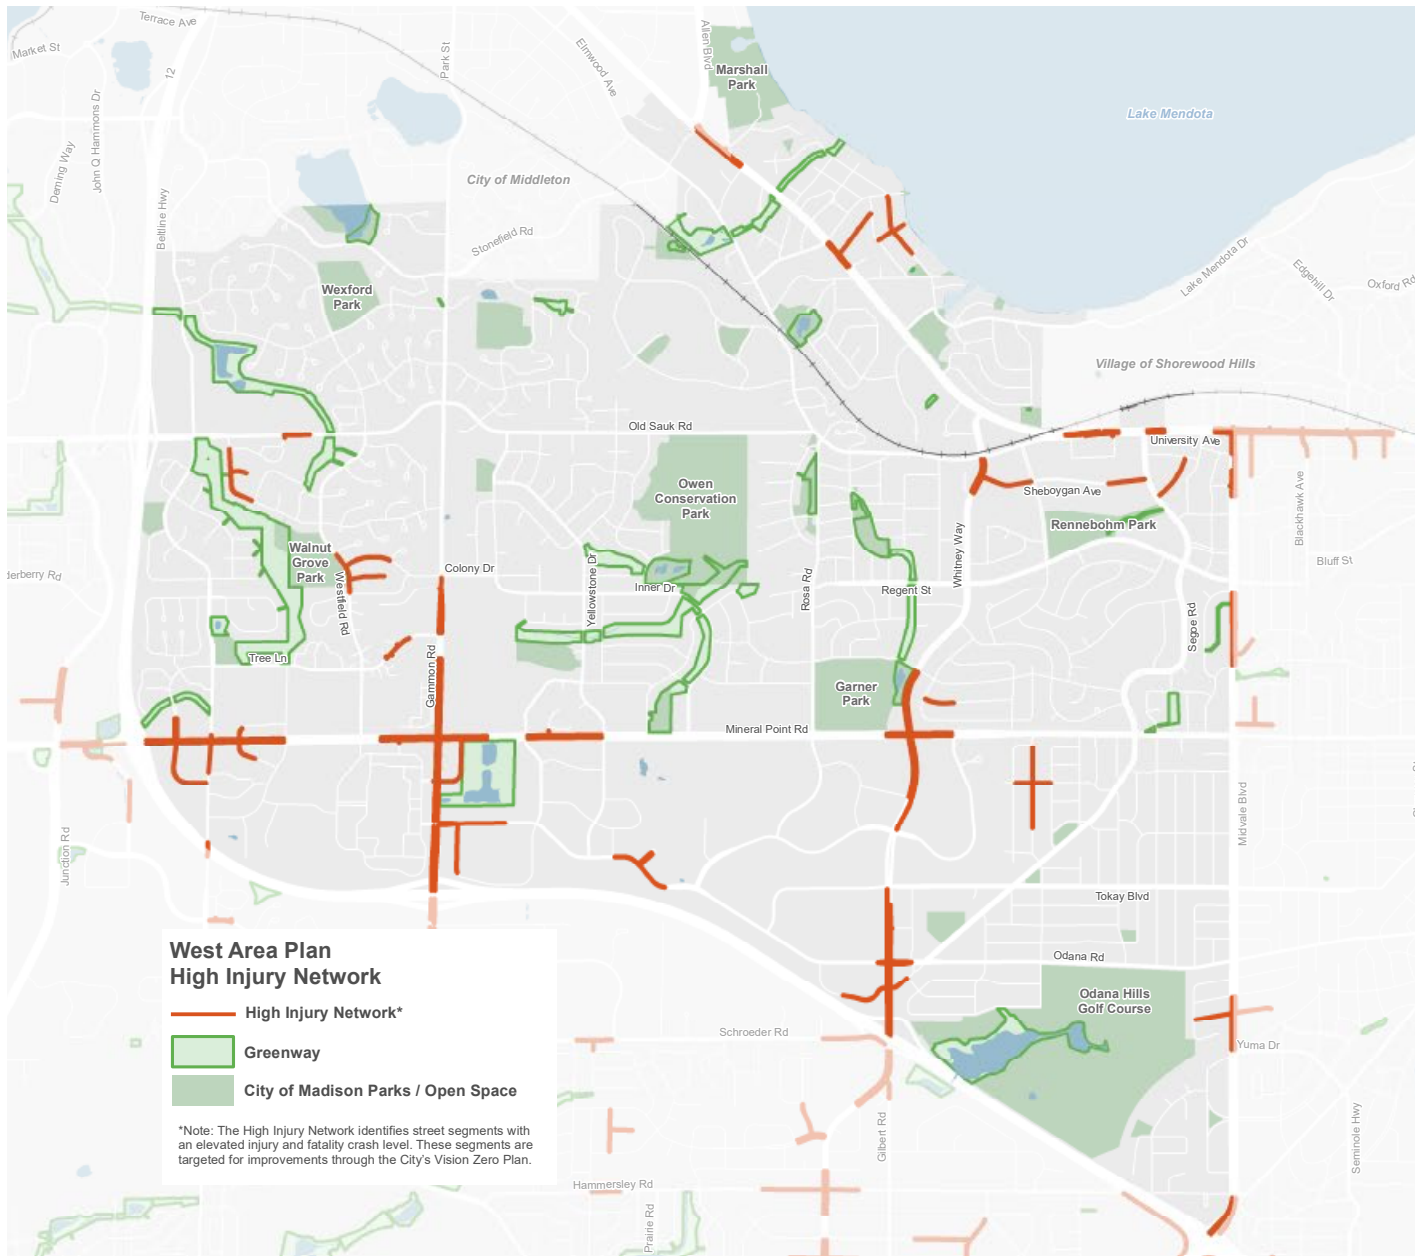 Terrace Ave
Market St
12
Park St
Elmwood Ave
Allen Blvd
Marshall
Park
Lake Mendota
John Q Hammons Dr
Deming Way
City of Middleton
Beltline Hwy
Stonefield Rd
Lake Mendota Dr
Edgehill Dr
Oxford Rd
Wexford
Park
Village of Shorewood Hills
Old Sauk Rd
University Ave
Owen
Conservation
Park
Sheboygan Ave
Blackhawk Ave
Rennebohm Park
Whitney Way
Walnut
Grove
Park
Westfield Rd
Colony Dr
Yellowstone Dr
Inner Dr
Rosa Rd
Regent St
Bluff St
derberry Rd
Segoe Rd
Tree Ln
Gammon Rd
Garner
Park
Mineral Point Rd
Midvale Blvd
Junction Rd
Tokay Blvd
Odana Rd
Odana Hills
Golf Course
Schroeder Rd
Yuma Dr
Gilbert Rd
Seminole Hwy
Hammersley Rd
Prairie Rd
West Area Plan
High Injury Network
High Injury Network*
Greenway
City of Madison Parks / Open Space
*Note: The High Injury Network identifies street segments with
an elevated injury and fatality crash level. These segments are
targeted for improvements through the City's Vision Zero Plan.